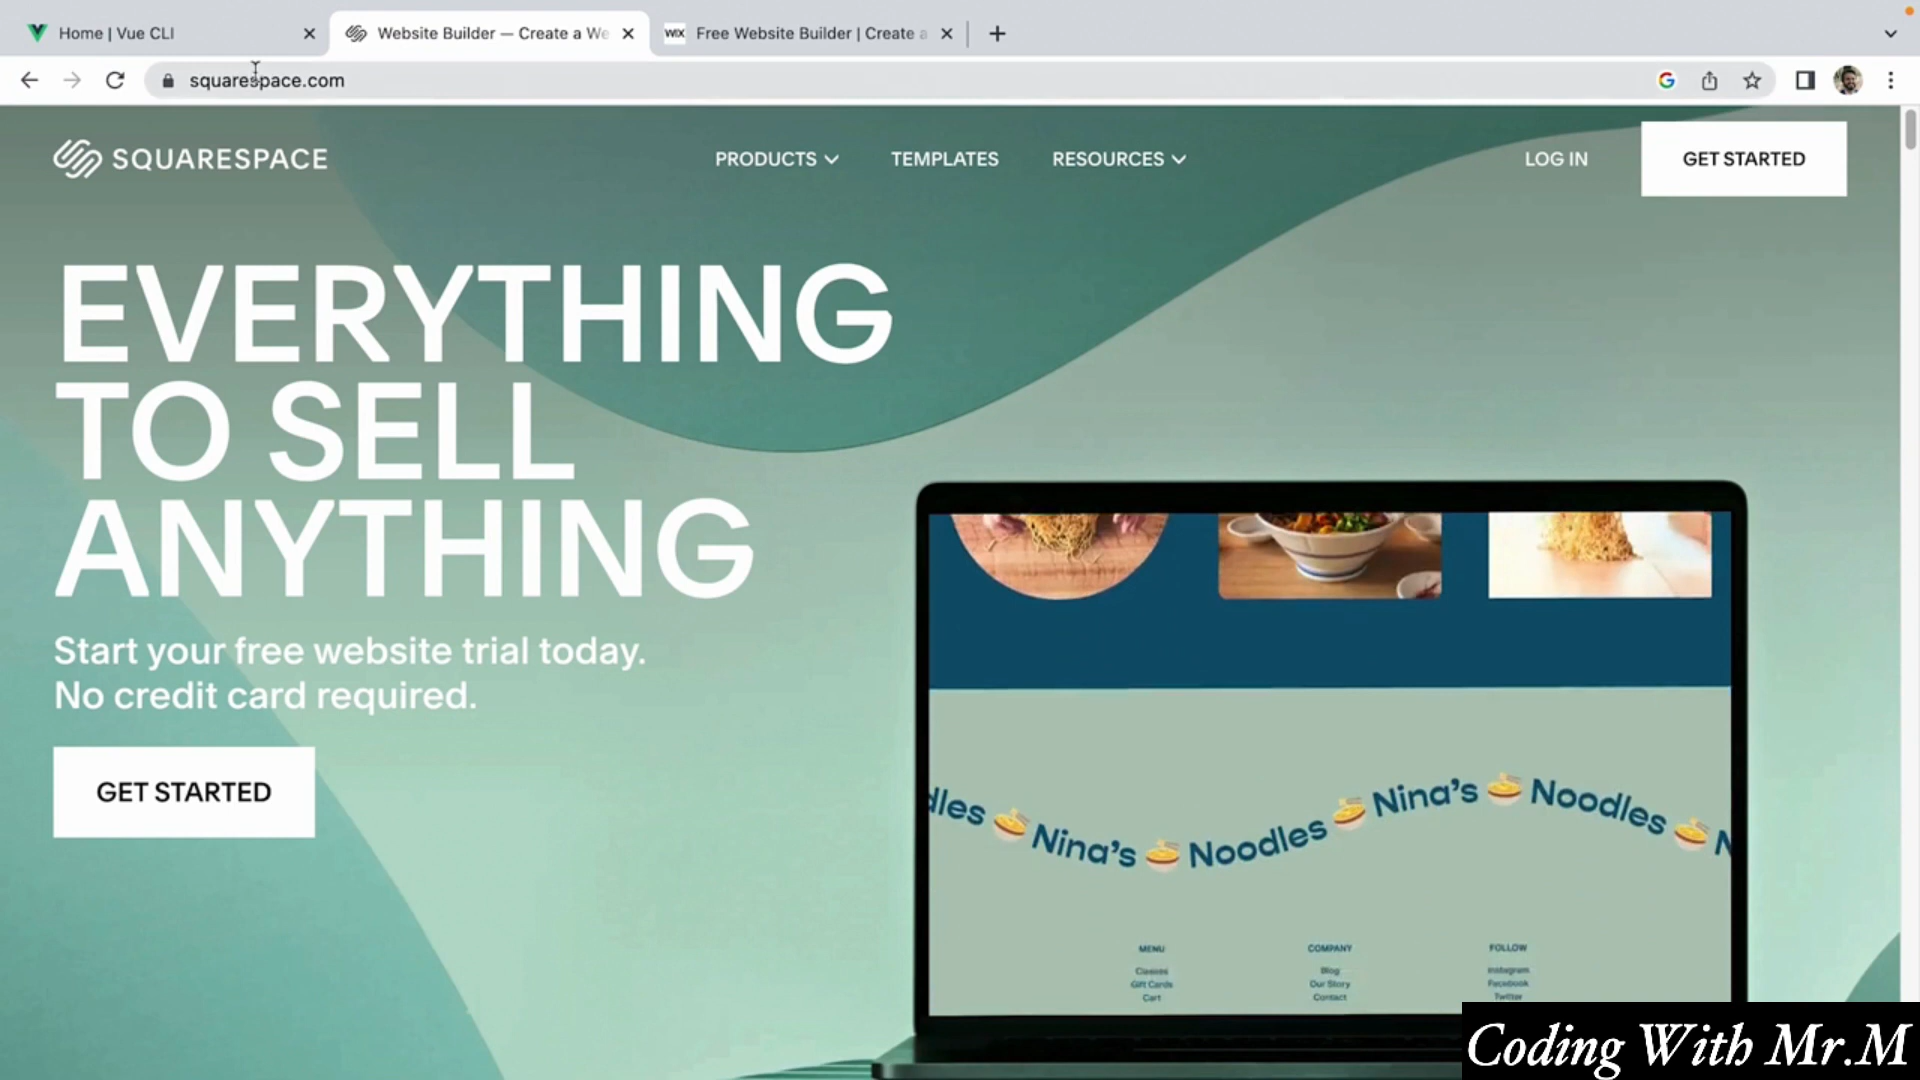 Home | Vue CLI
Website Builder — Create a We
WiX
Free Website Builder | Create a
squarespace.com
SQUARESPACE
PRODUCTS
TEMPLATES
RESOURCES
LOG IN
GET STARTED
EVERYTHING
TO SELL
ANYTHING
Start your free website trial today.
No credit card required.
GET STARTED
dles Nina's Noodles Nina's Noodles N
MENU
COMPANY
FOLLOW
Classes
Blog
Instagram
Gift Cards
Our Story
Facebook
Cart
Contact
Twitter
Coding With Mr.M